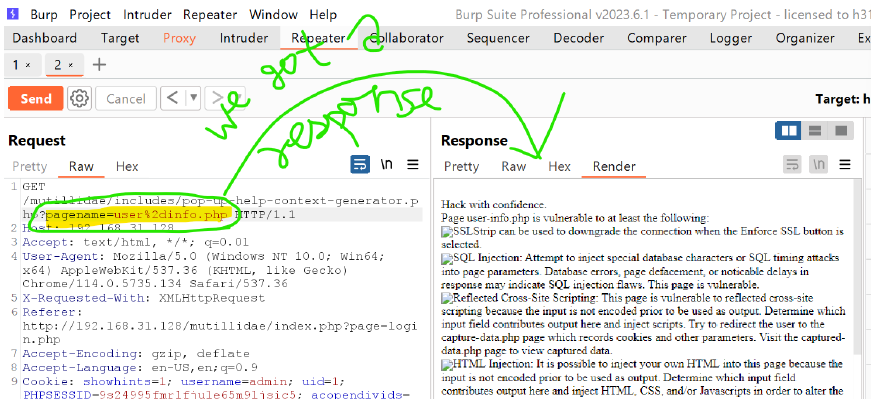 Burp Project Intruder Repeater Window Help Burp Suite Professional v2023.6.1 - Temporary Project - licensed to h3
Dashboard Target Proxy Intruder Repeater Collaborator Sequencer Decoder Comparer Logger Organizer Ex
1 × 2 × +
we got a
response
Send Cancel < > Target: h
Request
Pretty Raw Hex \n
1 GET
/mutillidae/includes/pop-up-help-context-generator.p
hp?pagename=user%2dinfo.php HTTP/1.1
2 Host: 192.168.31.128
3 Accept: text/html, */*; q=0.01
4 User-Agent: Mozilla/5.0 (Windows NT 10.0; Win64;
x64) AppleWebKit/537.36 (KHTML, like Gecko)
Chrome/114.0.5735.134 Safari/537.36
5 X-Requested-With: XMLHttpRequest
6 Referer:
http://192.168.31.128/mutillidae/index.php?page=logi
n.php
7 Accept-Encoding: gzip, deflate
8 Accept-Language: en-US,en;q=0.9
9 Cookie: showhints=1; username=admin; uid=1;
PHPSESSID=9s24995fmrlfjule65m9ljsic5; acopendivids=
Response
Pretty Raw Hex Render \n
Hack with confidence.
Page user-info.php is vulnerable to at least the following:
SSLStrip can be used to downgrade the connection when the Enforce SSL button is
selected.
SQL Injection: Attempt to inject special database characters or SQL timing attacks
into page parameters. Database errors, page defacement, or noticable delays in
response may indicate SQL injection flaws. This page is vulnerable.
Reflected Cross-Site Scripting: This page is vulnerable to reflected cross-site
scripting because the input is not encoded prior to be used as output. Determine which
input field contributes output here and inject scripts. Try to redirect the user to the
capture-data.php page which records cookies and other parameters. Visit the captured-
data.php page to view captured data.
HTML Injection: It is possible to inject your own HTML into this page because the
input is not encoded prior to be used as output. Determine which input field
contributes output here and inject HTML, CSS, and/or Javascripts in order to alter the